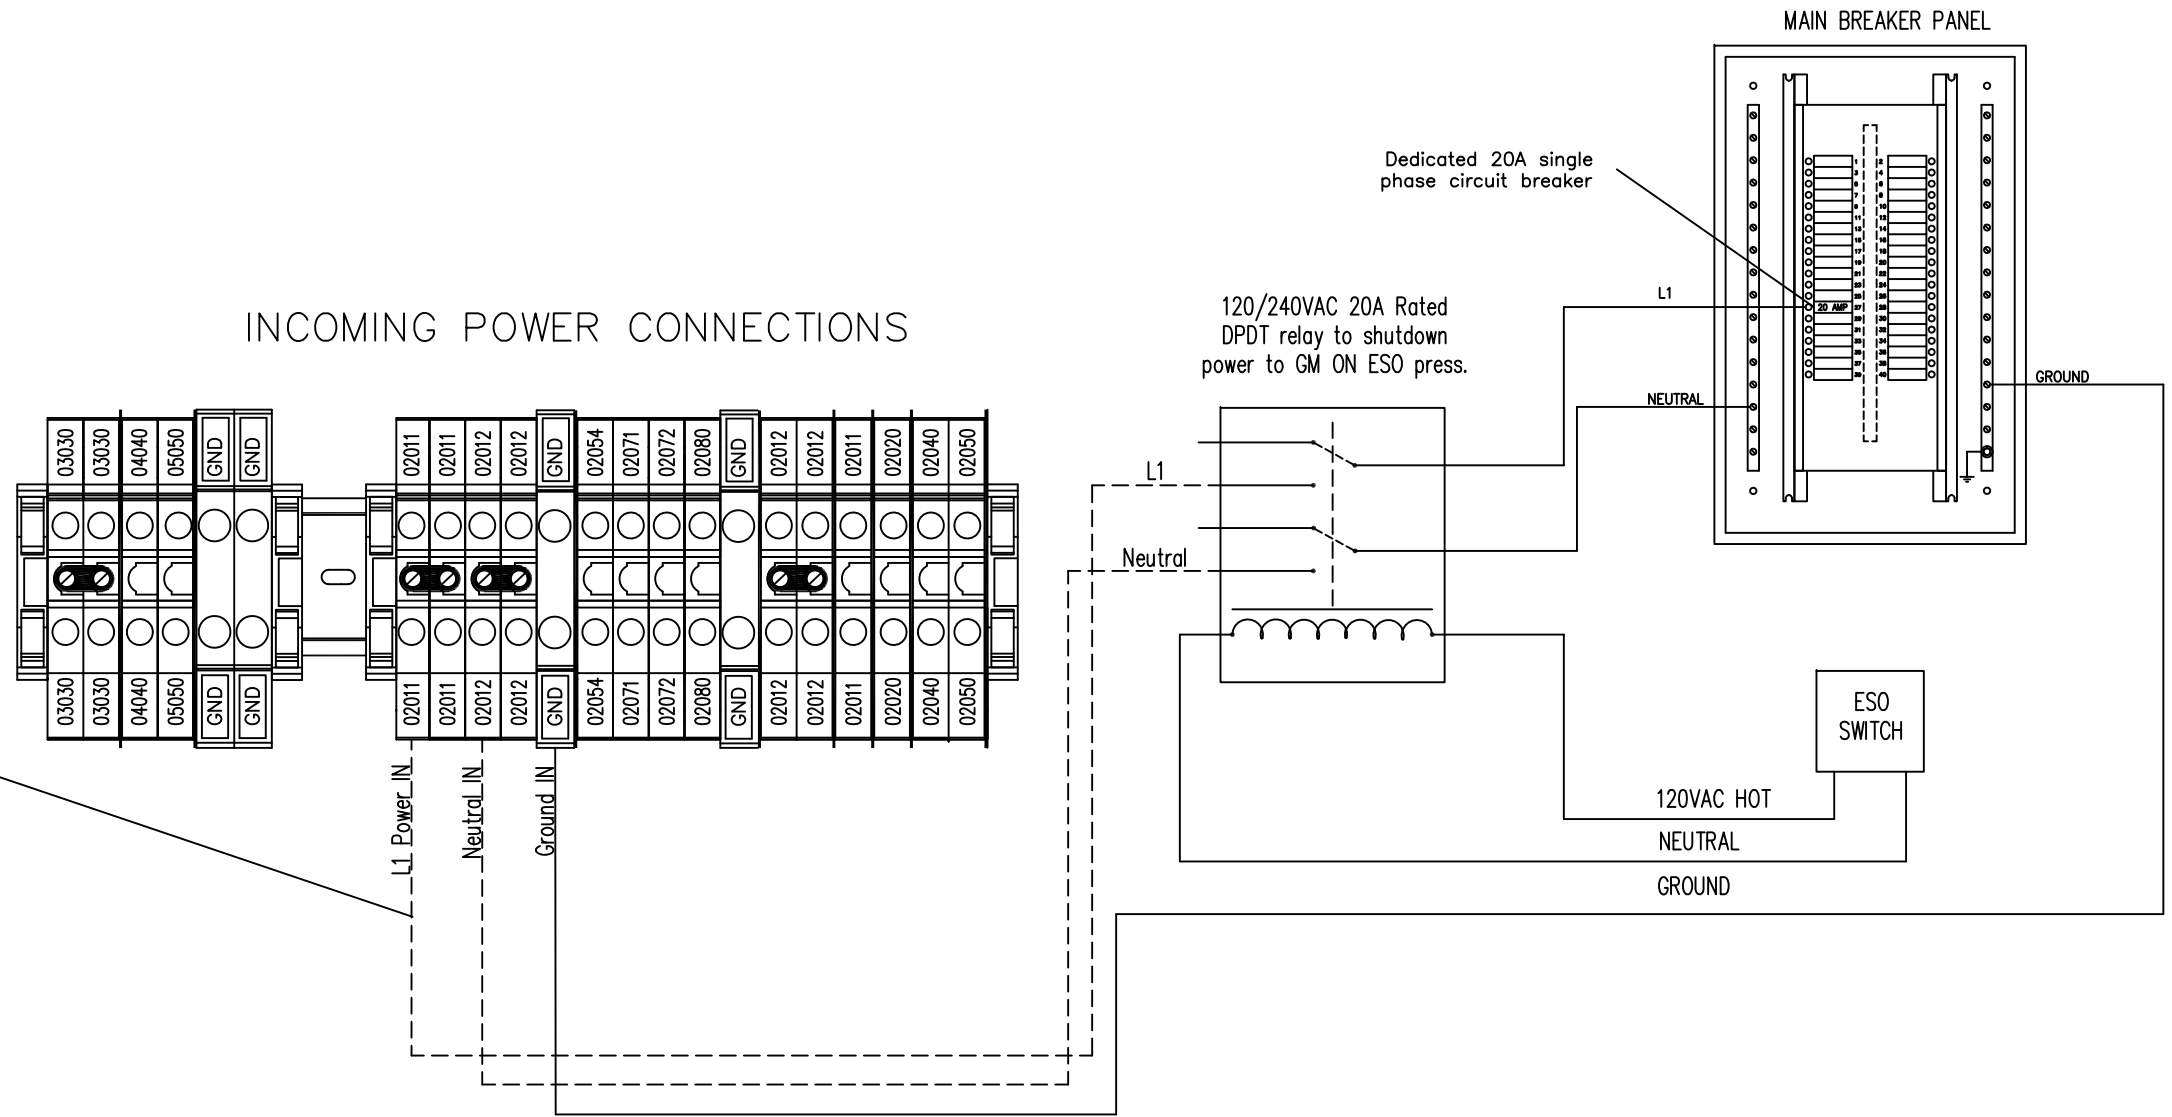 MAIN BREAKER PANEL
Dedicated 20A single
phase circuit breaker
L1
20 AMP
NEUTRAL
GROUND
INCOMING POWER CONNECTIONS
120/240VAC 20A Rated
DPDT relay to shutdown
power to GM ON ESO press.
03030 03030 04040 05050 GND GND 02011 02011 02012 02012 GND 02054 02071 02072 02080 GND 02012 02012 02011 02020 02040 02050
L1
Neutral
03030 03030 04040 05050 GND GND 02011 02011 02012 02012 GND 02054 02071 02072 02080 GND 02012 02012 02011 02020 02040 02050
L1 Power IN
Neutral IN
Ground IN
ESO
SWITCH
120VAC HOT
NEUTRAL
GROUND